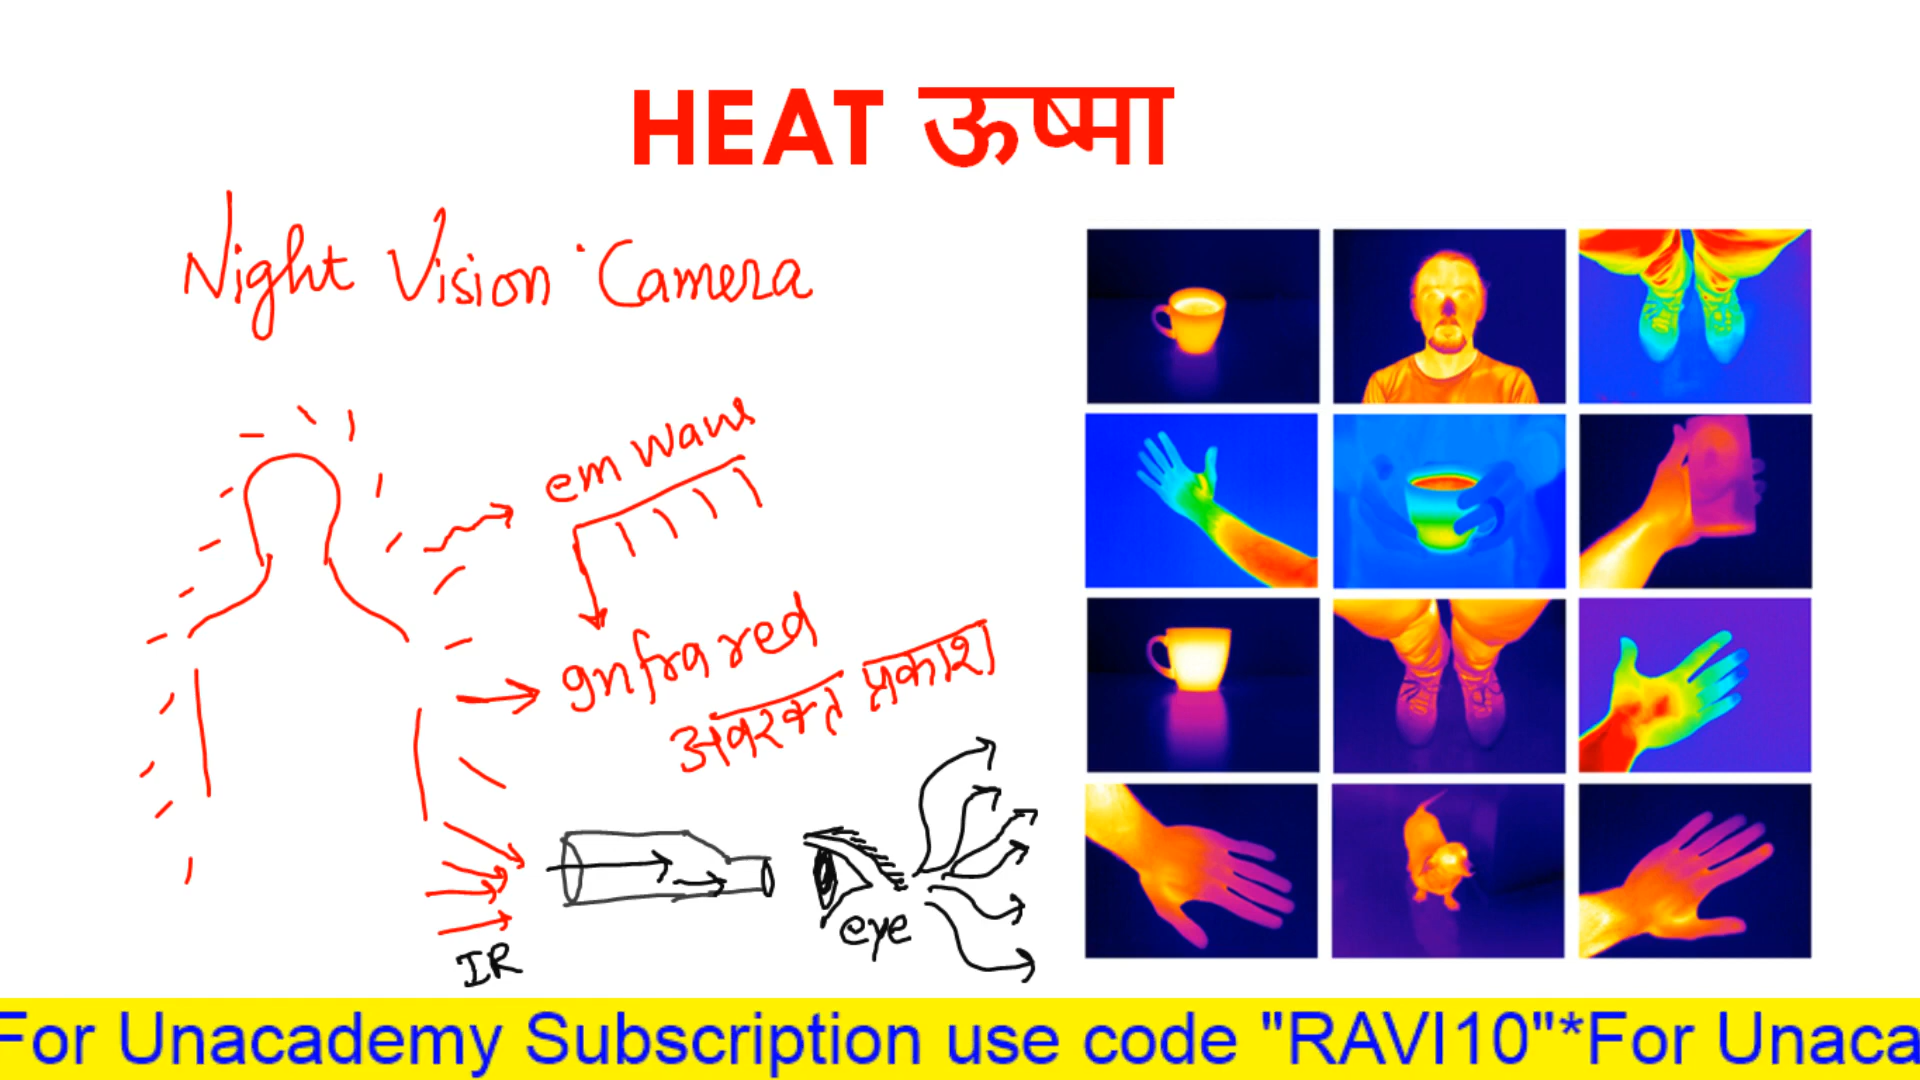 HEAT ऊष्मा
Night Vision Camera
em waves
Infrared
अवरक्त प्रकाश
eye
IR
For Unacademy Subscription use code "RAVI10"*For Unaca